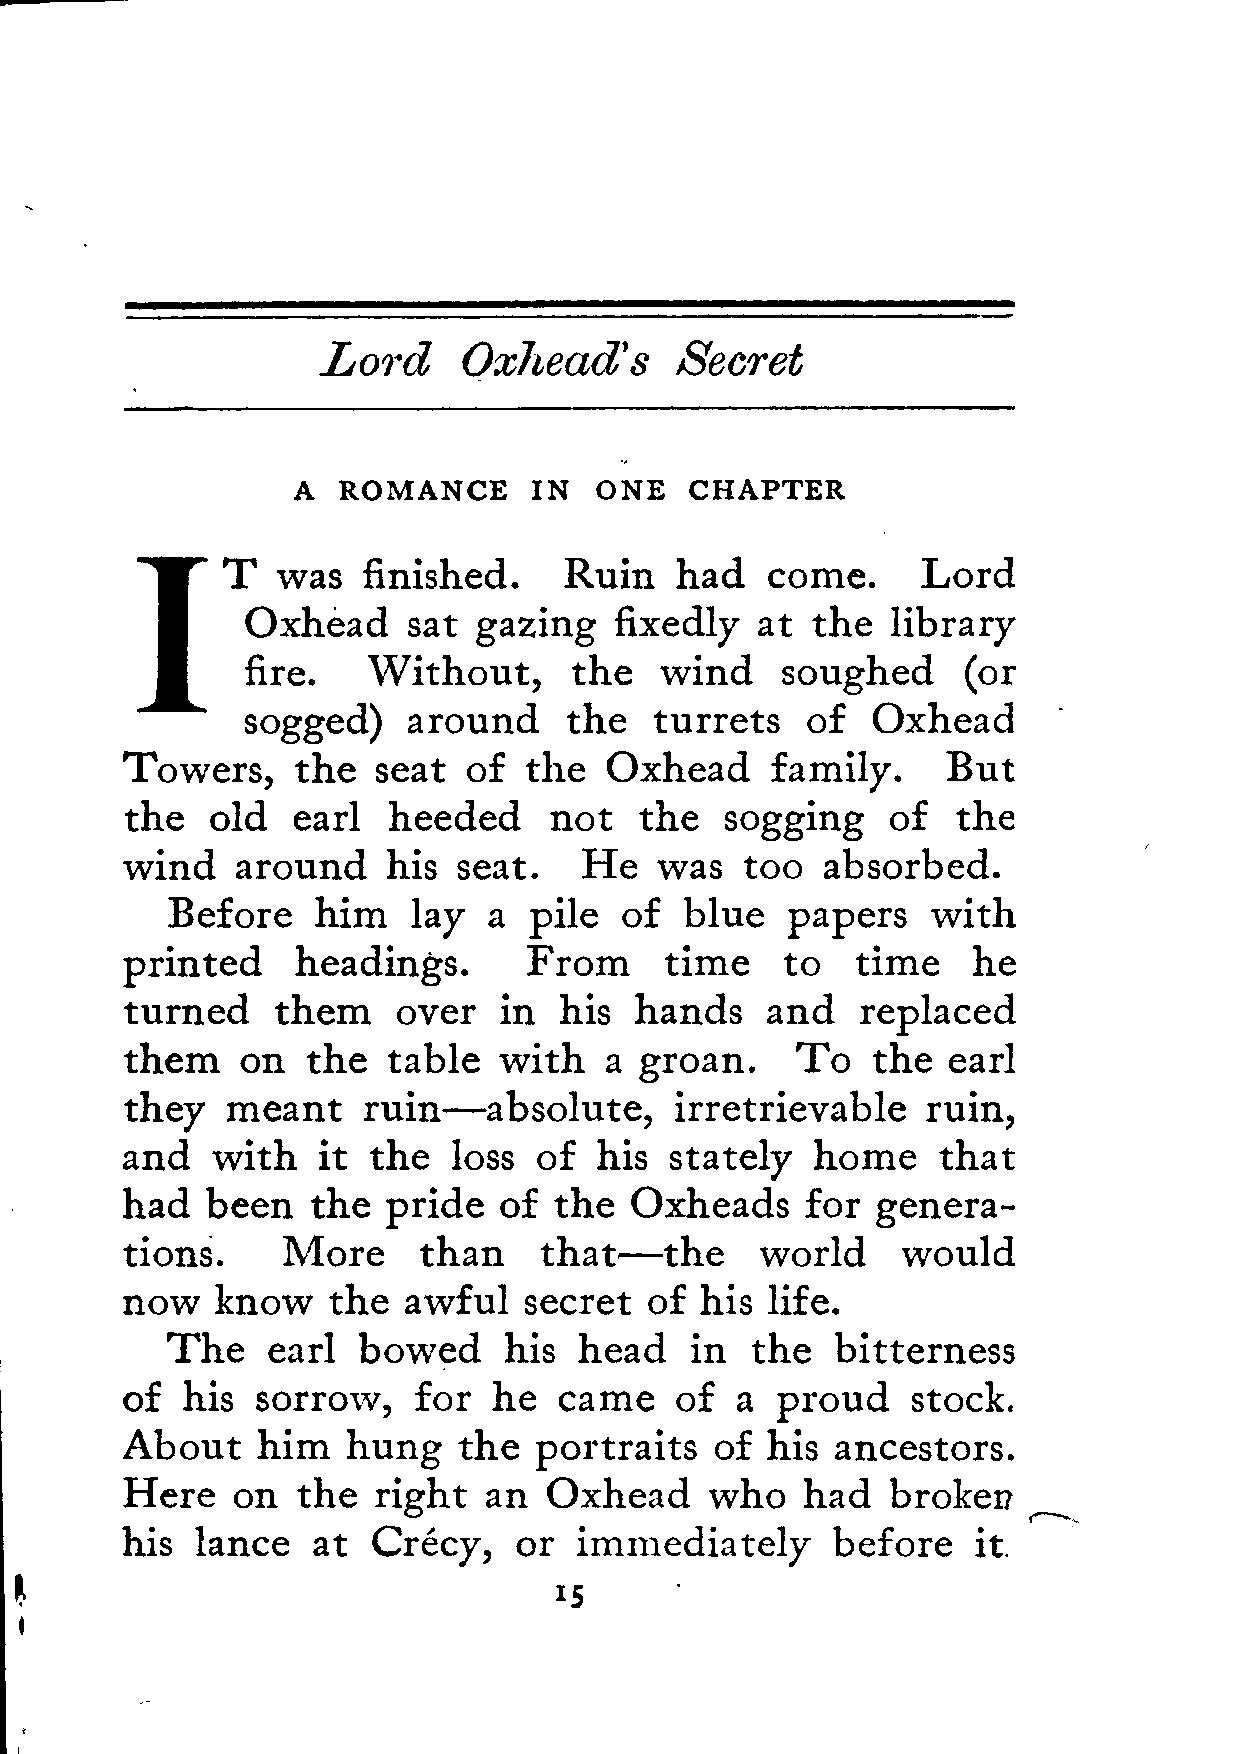 Lord Oxhead's Secret
A ROMANCE IN ONE CHAPTER
IT was finished. Ruin had come. Lord
Oxhead sat gazing fixedly at the library
fire. Without, the wind soughed (or
sogged) around the turrets of Oxhead
Towers, the seat of the Oxhead family. But
the old earl heeded not the sogging of the
wind around his seat. He was too absorbed.
Before him lay a pile of blue papers with
printed headings. From time to time he
turned them over in his hands and replaced
them on the table with a groan. To the earl
they meant ruin—absolute, irretrievable ruin,
and with it the loss of his stately home that
had been the pride of the Oxheads for genera-
tions. More than that—the world would
now know the awful secret of his life.
The earl bowed his head in the bitterness
of his sorrow, for he came of a proud stock.
About him hung the portraits of his ancestors.
Here on the right an Oxhead who had broken
his lance at Crécy, or immediately before it.
15